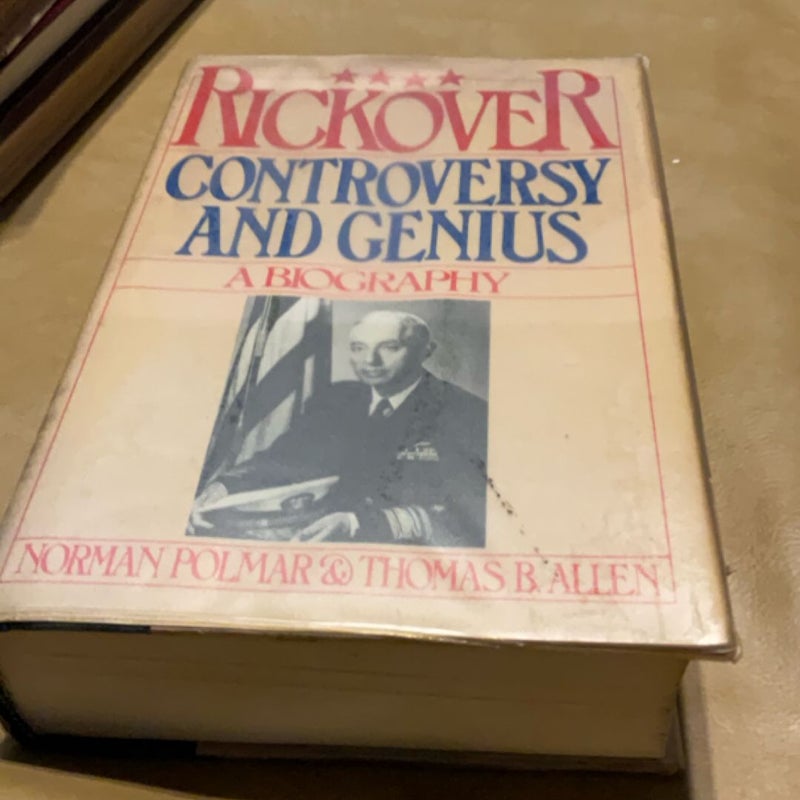 RICKOVER
CONTROVERSY
AND GENIUS
A BIOGRAPHY
NORMAN POLMAR & THOMAS B. ALLEN